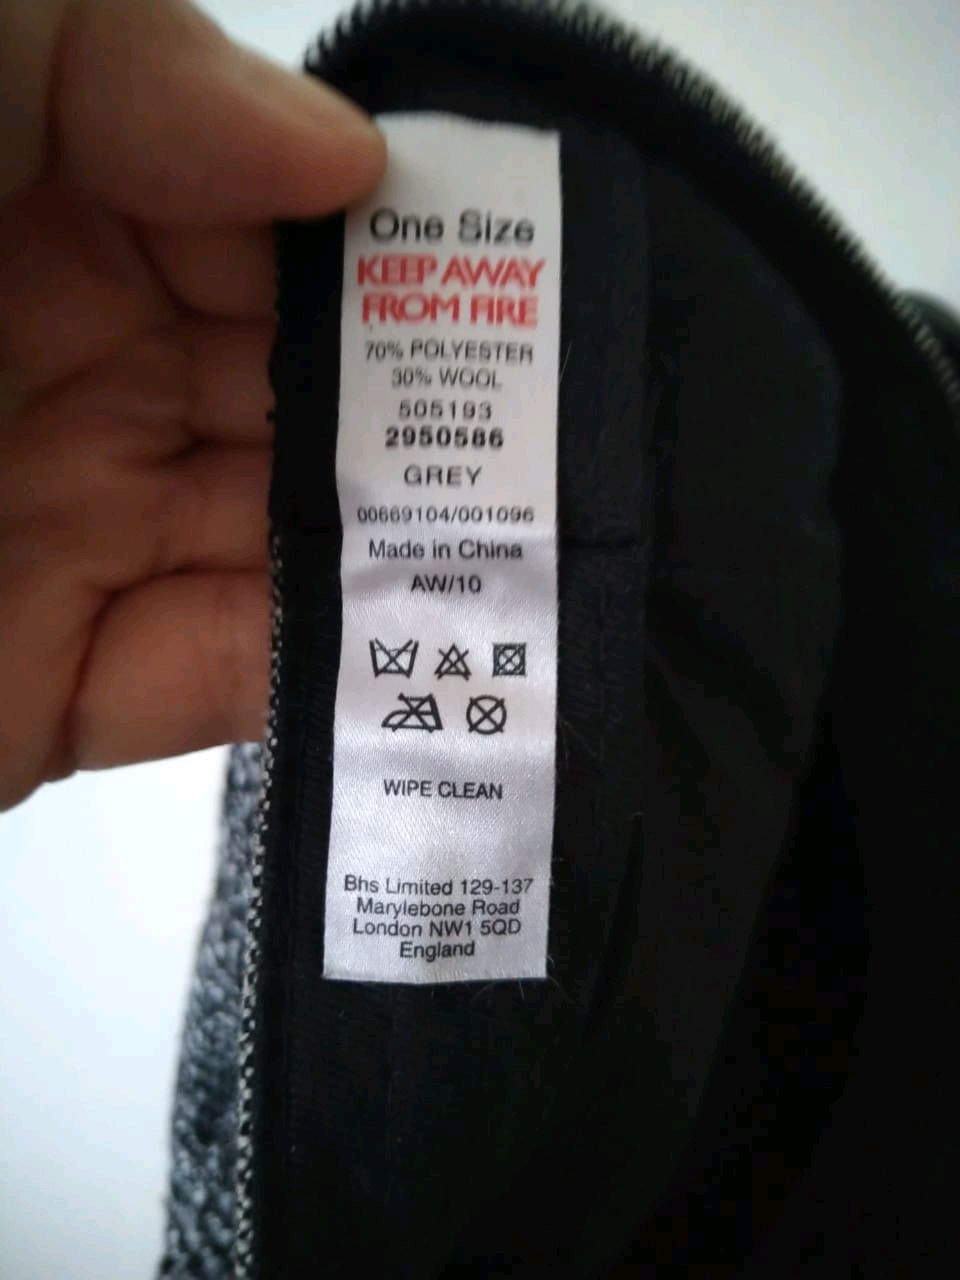 One Size
KEEP AWAY
FROM FIRE
70% POLYESTER
30% WOOL
505193
2950586
GREY
00669104/001096
Made in China
AW/10
WIPE CLEAN
Bhs Limited 129-137
Marylebone Road
London NW1 5QD
England